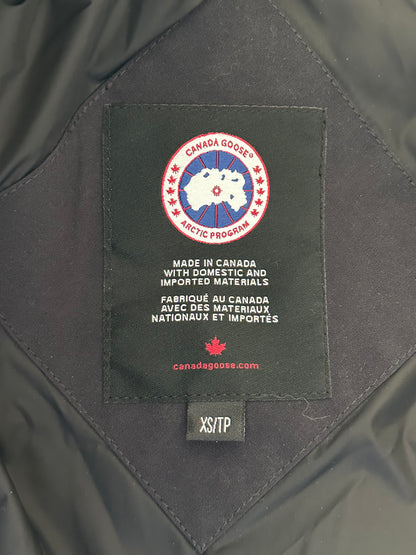 CANADA GOOSE®
ARCTIC PROGRAM
MADE IN CANADA
WITH DOMESTIC AND
IMPORTED MATERIALS
FABRIQUÉ AU CANADA
AVEC DES MATERIAUX
NATIONAUX ET IMPORTÉS
canadagoose.com
XS/TP